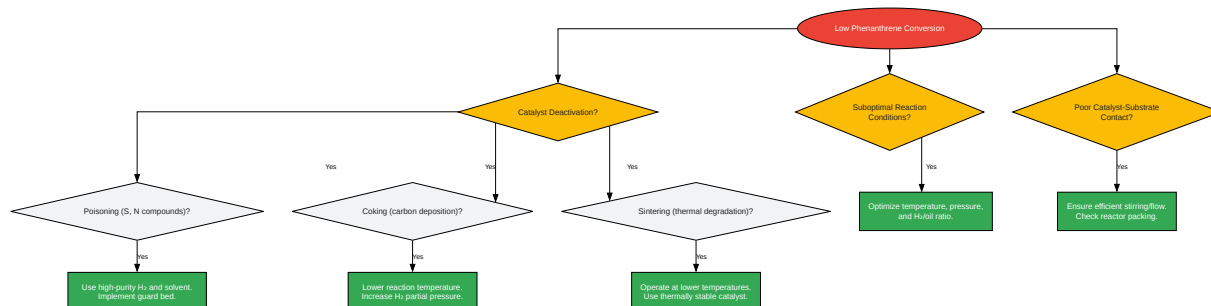 Low Phenanthrene Conversion
Catalyst Deactivation?
Suboptimal Reaction
Conditions?
Poor Catalyst-Substrate
Contact?
Yes
Yes
Yes
Yes
Yes
Poisoning (S, N compounds)?
Coking (carbon deposition)?
Sintering (thermal degradation)?
Optimize temperature, pressure,
and H₂/oil ratio.
Ensure efficient stirring/flow.
Check reactor packing.
Yes
Yes
Yes
Use high-purity H₂ and solvent.
Implement guard bed.
Lower reaction temperature.
Increase H₂ partial pressure.
Operate at lower temperatures.
Use thermally stable catalyst.